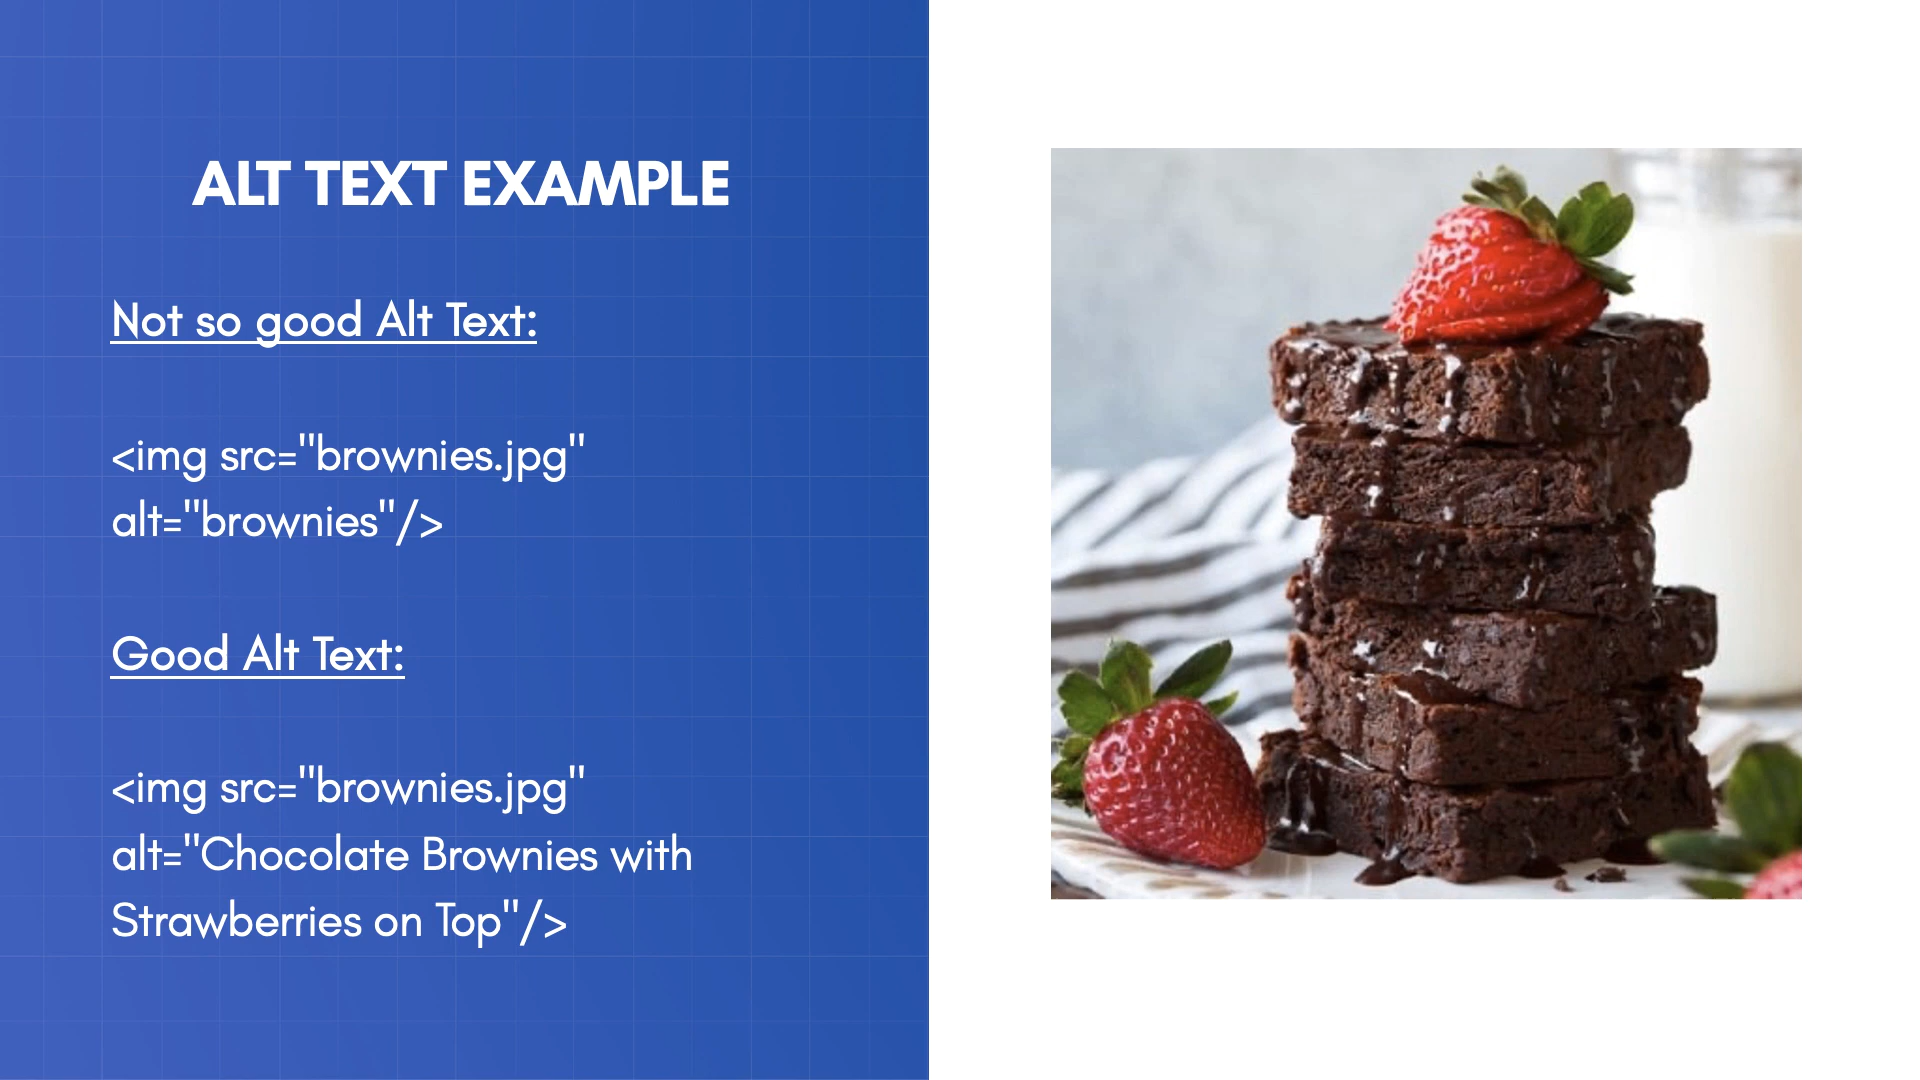 ALT TEXT EXAMPLE
Not so good Alt Text:
<img src="brownies.jpg"
alt="brownies"/>
Good Alt Text:
<img src="brownies.jpg"
alt="Chocolate Brownies with
Strawberries on Top"/>